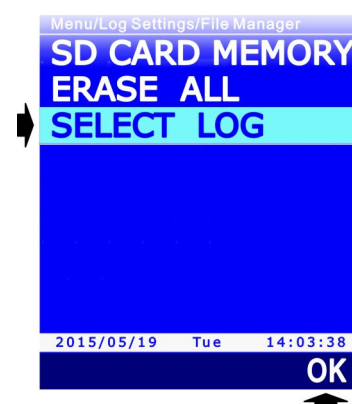 Menu/Log Settings/File Manager
SD CARD MEMORY
ERASE ALL
SELECT LOG
2015/05/19 Tue 14:03:38
OK